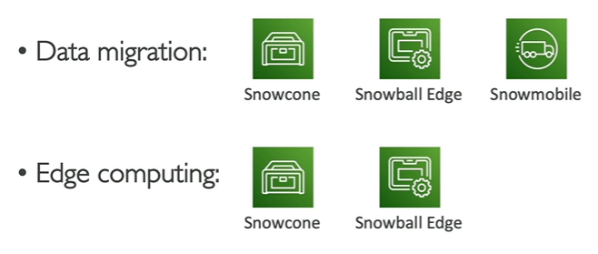 • Data migration:
Snowcone Snowball Edge Snowmobile
• Edge computing:
Snowcone Snowball Edge